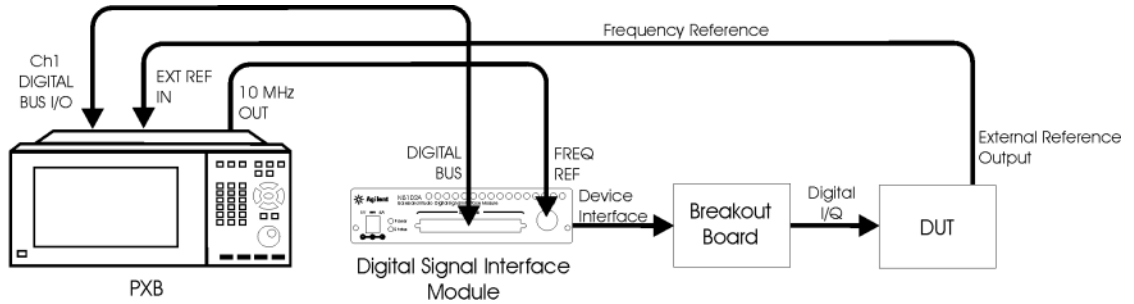 Frequency Reference
Ch1
DIGITAL
BUS I/O
EXT REF
IN
10 MHz
OUT
DIGITAL
BUS
FREQ
REF
External Reference
Output
Agilent
N5102A
Device
Interface
Breakout
Board
Digital
I/Q
DUT
Digital Signal Interface
Module
PXB